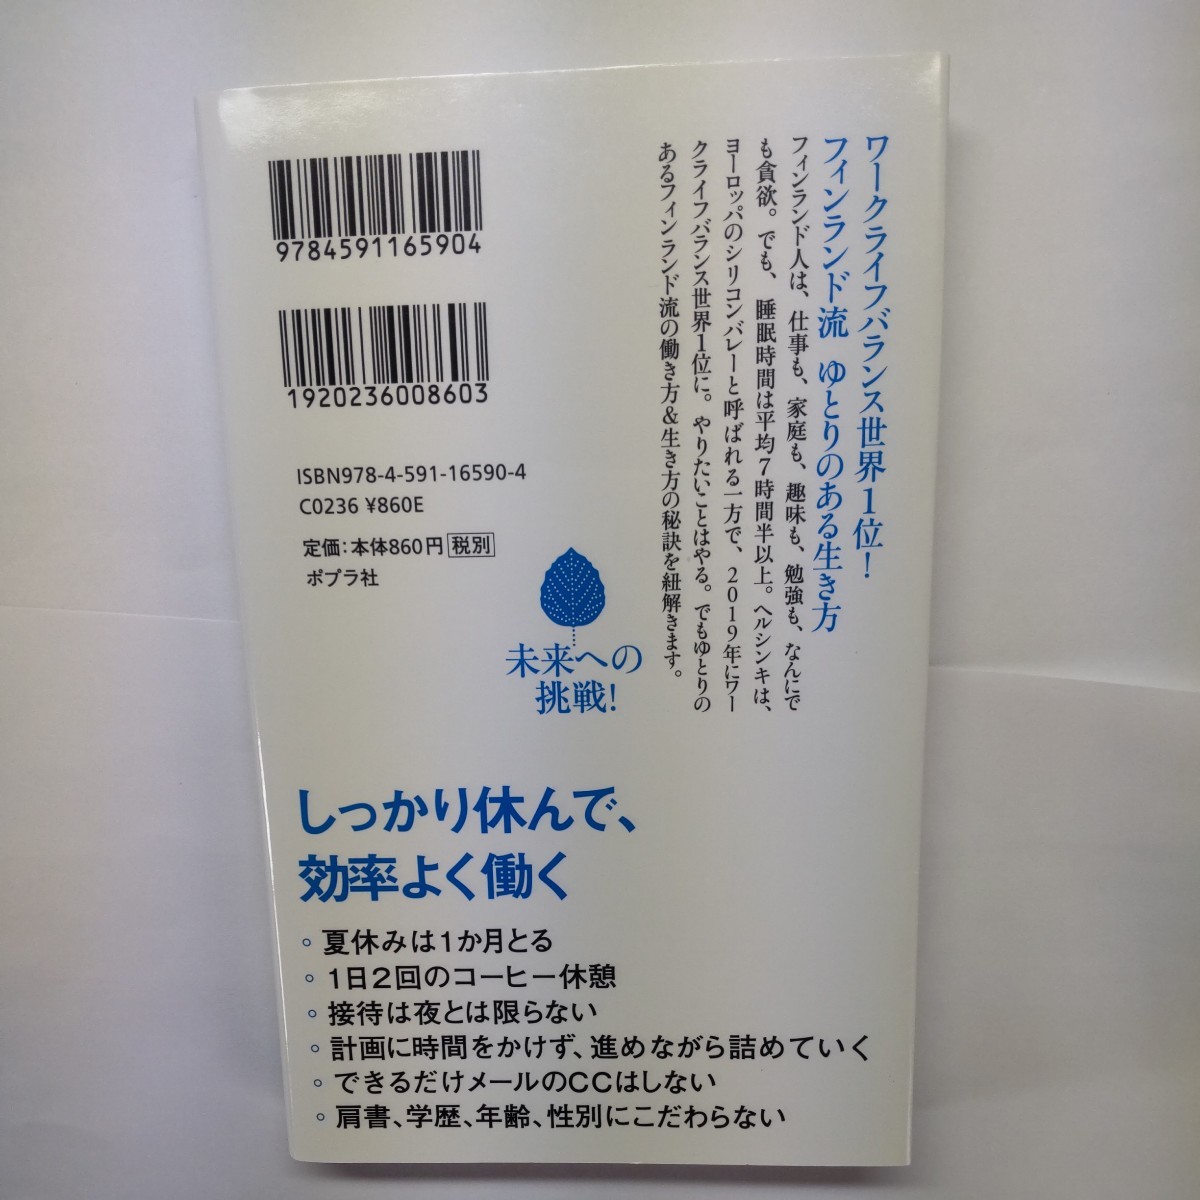 ワークライフバランス世界1位!
フィンランド流 ゆとりのある生き方
フィンランド人は、仕事も、家庭も、趣味も、勉強も、なんにで
も貪欲。でも、睡眠時間は平均7時間半以上。ヘルシンキは、
ヨーロッパのシリコンバレーと呼ばれる一方で、2019年にワー
クライフバランス世界1位に。やりたいことはやる。でもゆとりの
あるフィンランド流の働き方&生き方の秘訣を紐解きます。
9784591165904
1920236008603
ISBN978-4-591-16590-4
C0236 ¥860E
定価:本体860円 税別
ポプラ社
未来への
挑戦!
しっかり休んで、
効率よく働く
◦ 夏休みは1か月とる
◦ 1日2回のコーヒー休憩
◦ 接待は夜とは限らない
◦ 計画に時間をかけず、進めながら詰めていく
◦ できるだけメールのCCはしない
◦ 肩書、学歴、年齢、性別にこだわらない